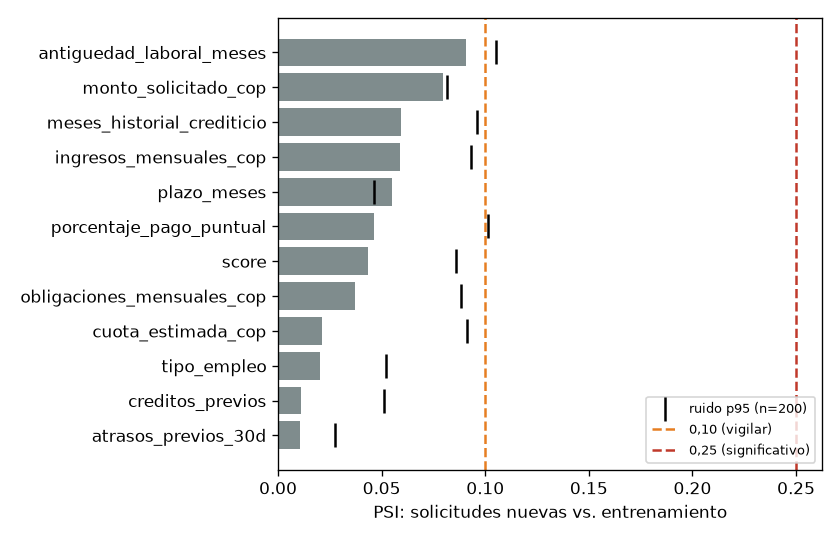 antiguedad_laboral_meses
monto_solicitado_cop
meses_historial_crediticio
ingresos_mensuales_cop
plazo_meses
porcentaje_pago_puntual
score
obligaciones_mensuales_cop
cuota_estimada_cop
tipo_empleo
creditos_previos
atrasos_previos_30d
ruido p95 (n=200)
0,10 (vigilar)
0,25 (significativo)
0.00 0.05 0.10 0.15 0.20 0.25
PSI: solicitudes nuevas vs. entrenamiento